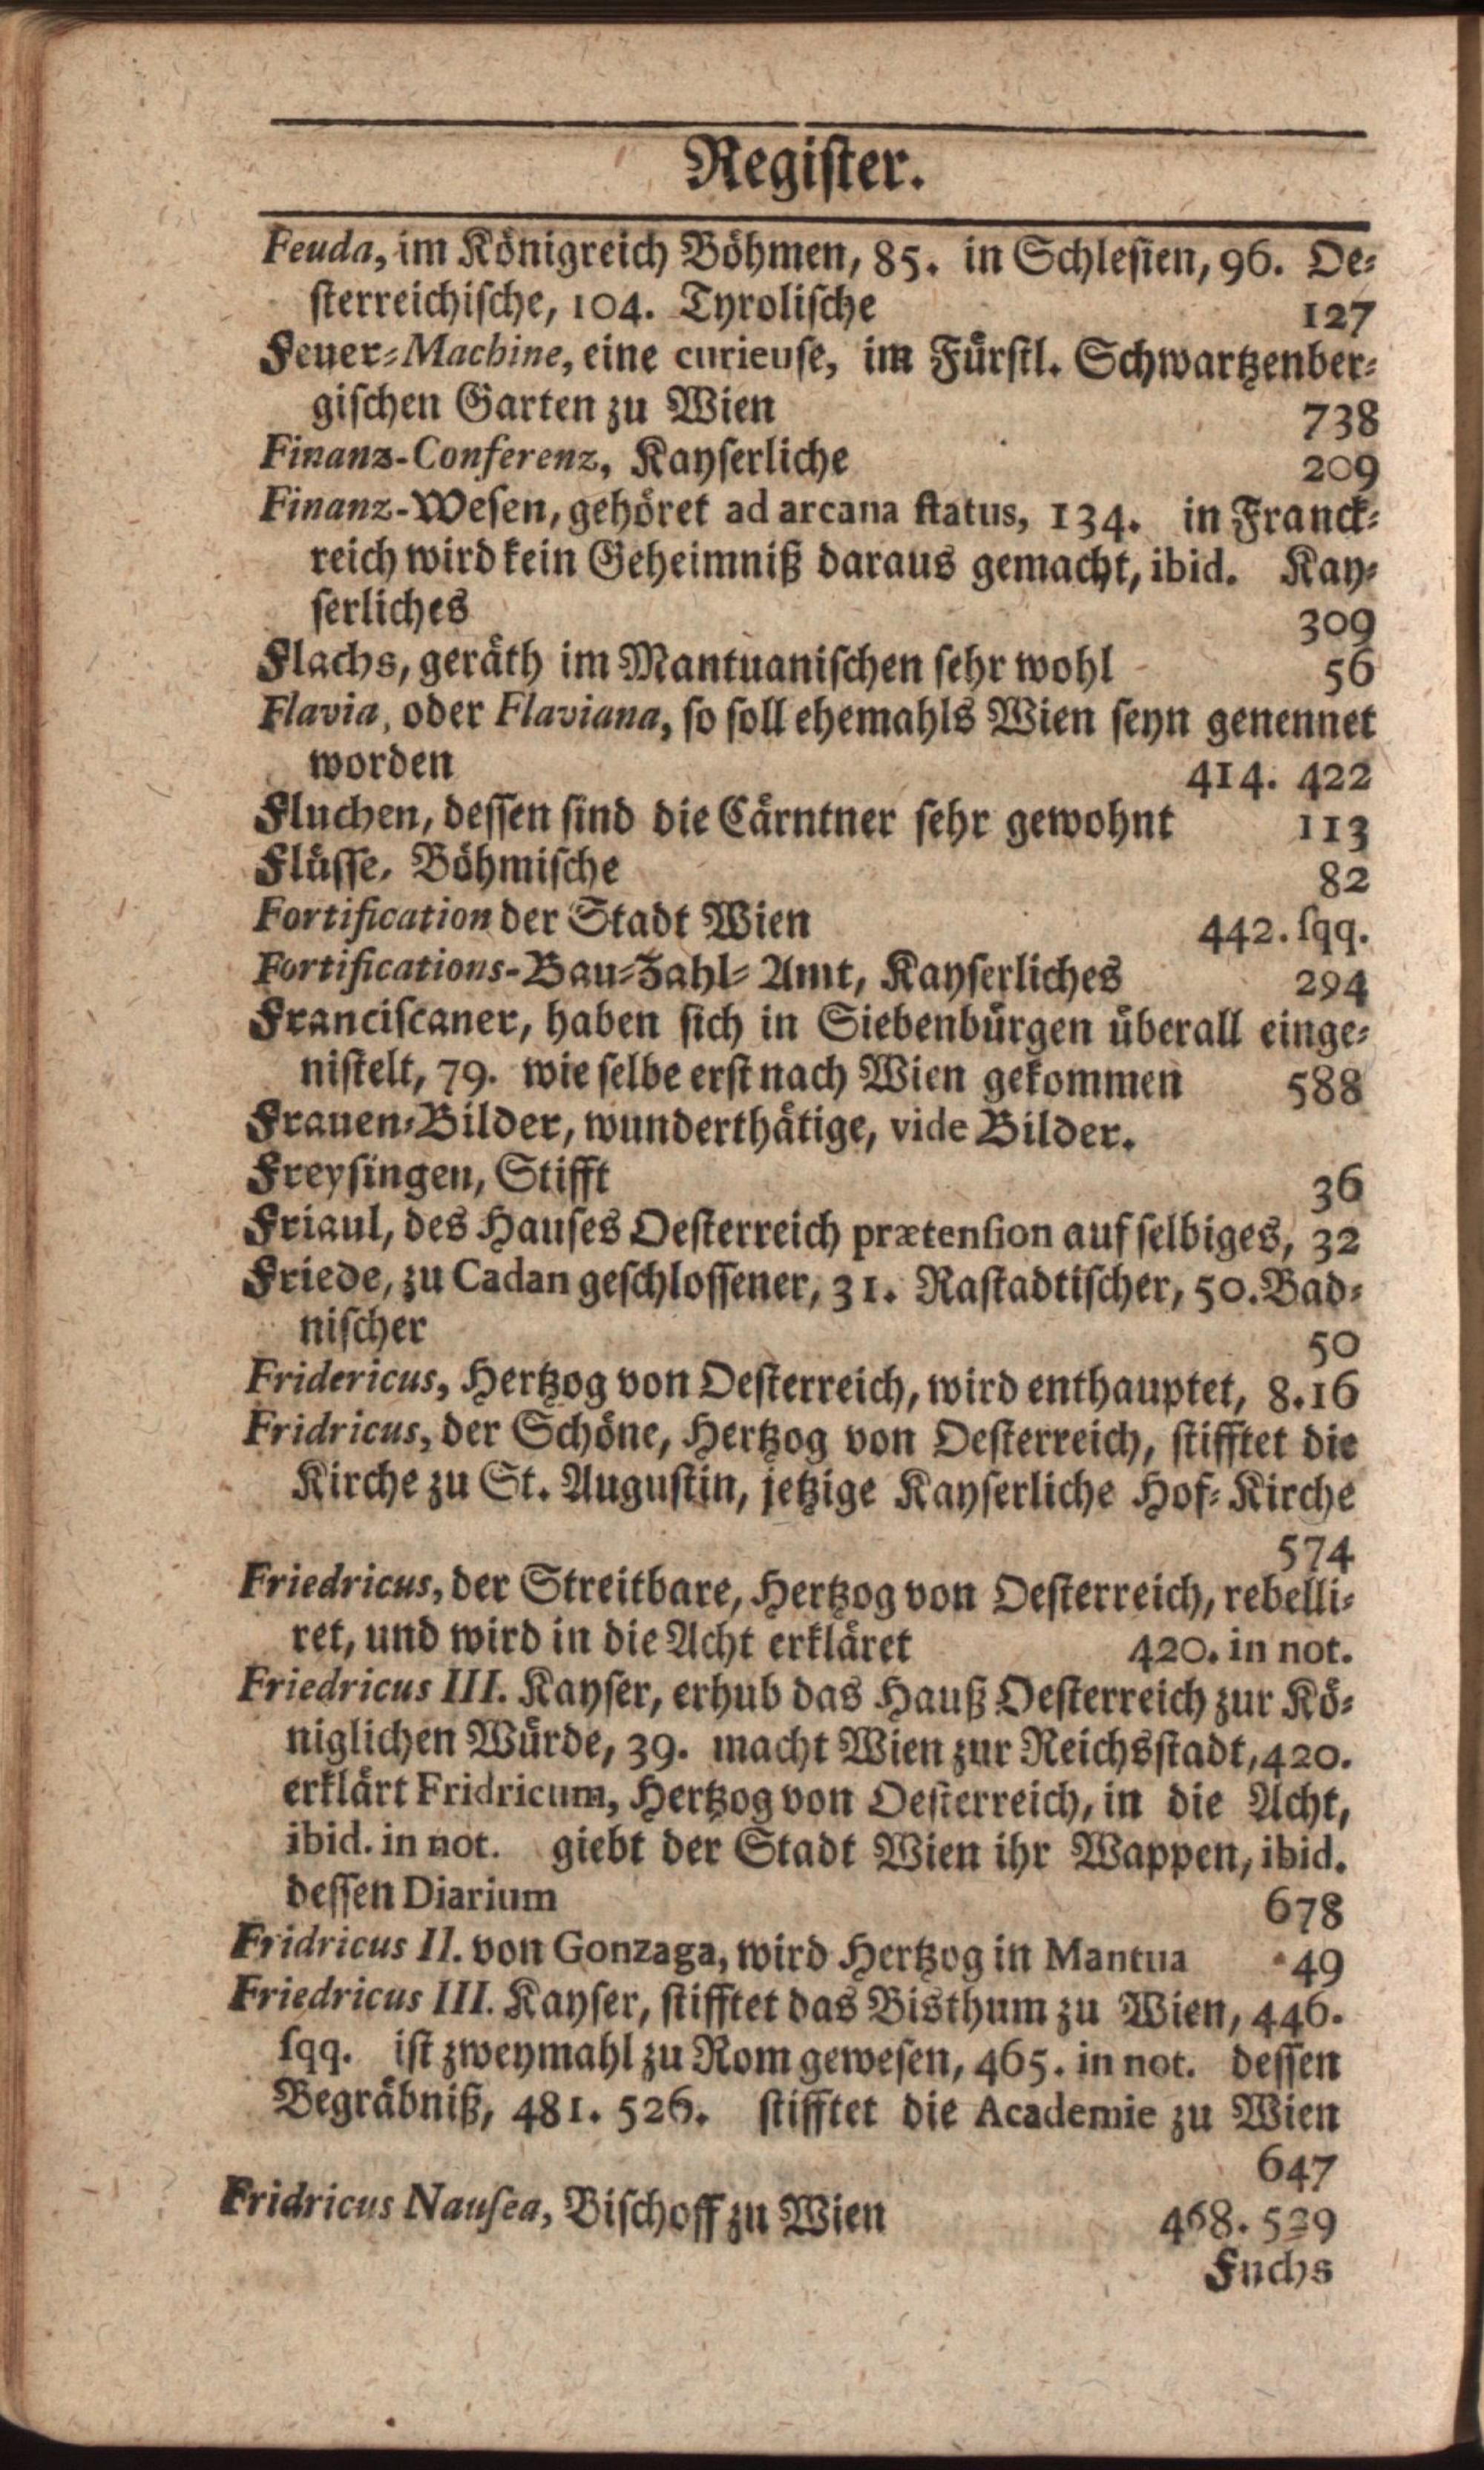 Register.
Feuda, im Königreich Böhmen, 85. in Schlesien, 96. Oe-
sterreichische, 104. Tyrolische 127
Feuer-Machine, eine curieuse, im Fürstl. Schwartzenber-
gischen Garten zu Wien 738
Finanz-Conferenz, Kayserliche 209
Finanz-Wesen, gehöret ad arcana status, 134. in Franck-
reich wird kein Geheimniß daraus gemacht, ibid. Kay-
serliches 309
Flachs, geräth im Mantuanischen sehr wohl 56
Flavia, oder Flaviana, so soll ehemahls Wien seyn genennet
worden 414. 422
Fluchen, dessen sind die Cärntner sehr gewohnt 113
Flüsse, Böhmische 82
Fortification der Stadt Wien 442. sqq.
Fortifications-Bau-Zahl-Amt, Kayserliches 294
Franciscaner, haben sich in Siebenbürgen überall einge-
nistelt, 79. wie selbe erst nach Wien gekommen 588
Frauen-Bilder, wunderthätige, vide Bilder.
Freysingen, Stifft 36
Friaul, des Hauses Oesterreich prætension auf selbiges, 32
Friede, zu Cadan geschlossener, 31. Rastadtischer, 50. Bad-
nischer 50
Fridericus, Hertzog von Oesterreich, wird enthauptet, 8.16
Fridricus, der Schöne, Hertzog von Oesterreich, stifftet die
Kirche zu St. Augustin, jetzige Kayserliche Hof-Kirche
574
Friedricus, der Streitbare, Hertzog von Oesterreich, rebelli-
ret, und wird in die Acht erkläret 420. in not.
Friedricus III. Kayser, erhub das Hauß Oesterreich zur Kö-
niglichen Würde, 39. macht Wien zur Reichsstadt, 420.
erklärt Fridricum, Hertzog von Oesterreich, in die Acht,
ibid. in not. giebt der Stadt Wien ihr Wappen, ibid.
dessen Diarium 678
Fridricus II. von Gonzaga, wird Hertzog in Mantua 49
Friedricus III. Kayser, stifftet das Bisthum zu Wien, 446.
sqq. ist zweymahl zu Rom gewesen, 465. in not. dessen
Begräbniß, 481. 526. stifftet die Academie zu Wien
647
Fridricus Nausea, Bischoff zu Wien 468. 539
Fuchs